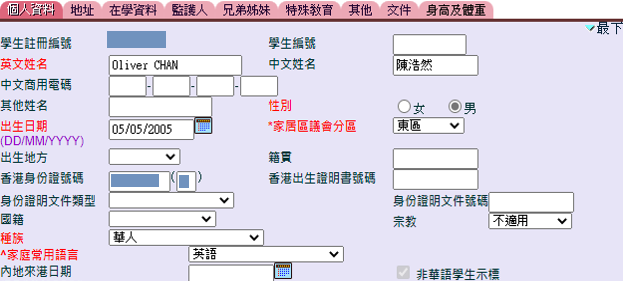 個人資料 地址 在學資料 監護人 兄弟姊妹 特殊教育 其他 文件 身高及體重
最下
學生註冊編號 學生編號
英文姓名 Oliver CHAN 中文姓名 陳浩然
中文商用電碼 - - -
其他姓名 性別 女 男
出生日期 05/05/2005 *家居區議會分區 東區
(DD/MM/YYYY)
出生地方 籍貫
香港身份證號碼 ( ) 香港出生證明書號碼
身份證明文件類型 身份證明文件號碼
國籍 宗教 不適用
種族 華人
^家庭常用語言 英語
內地來港日期 非華語學生示標